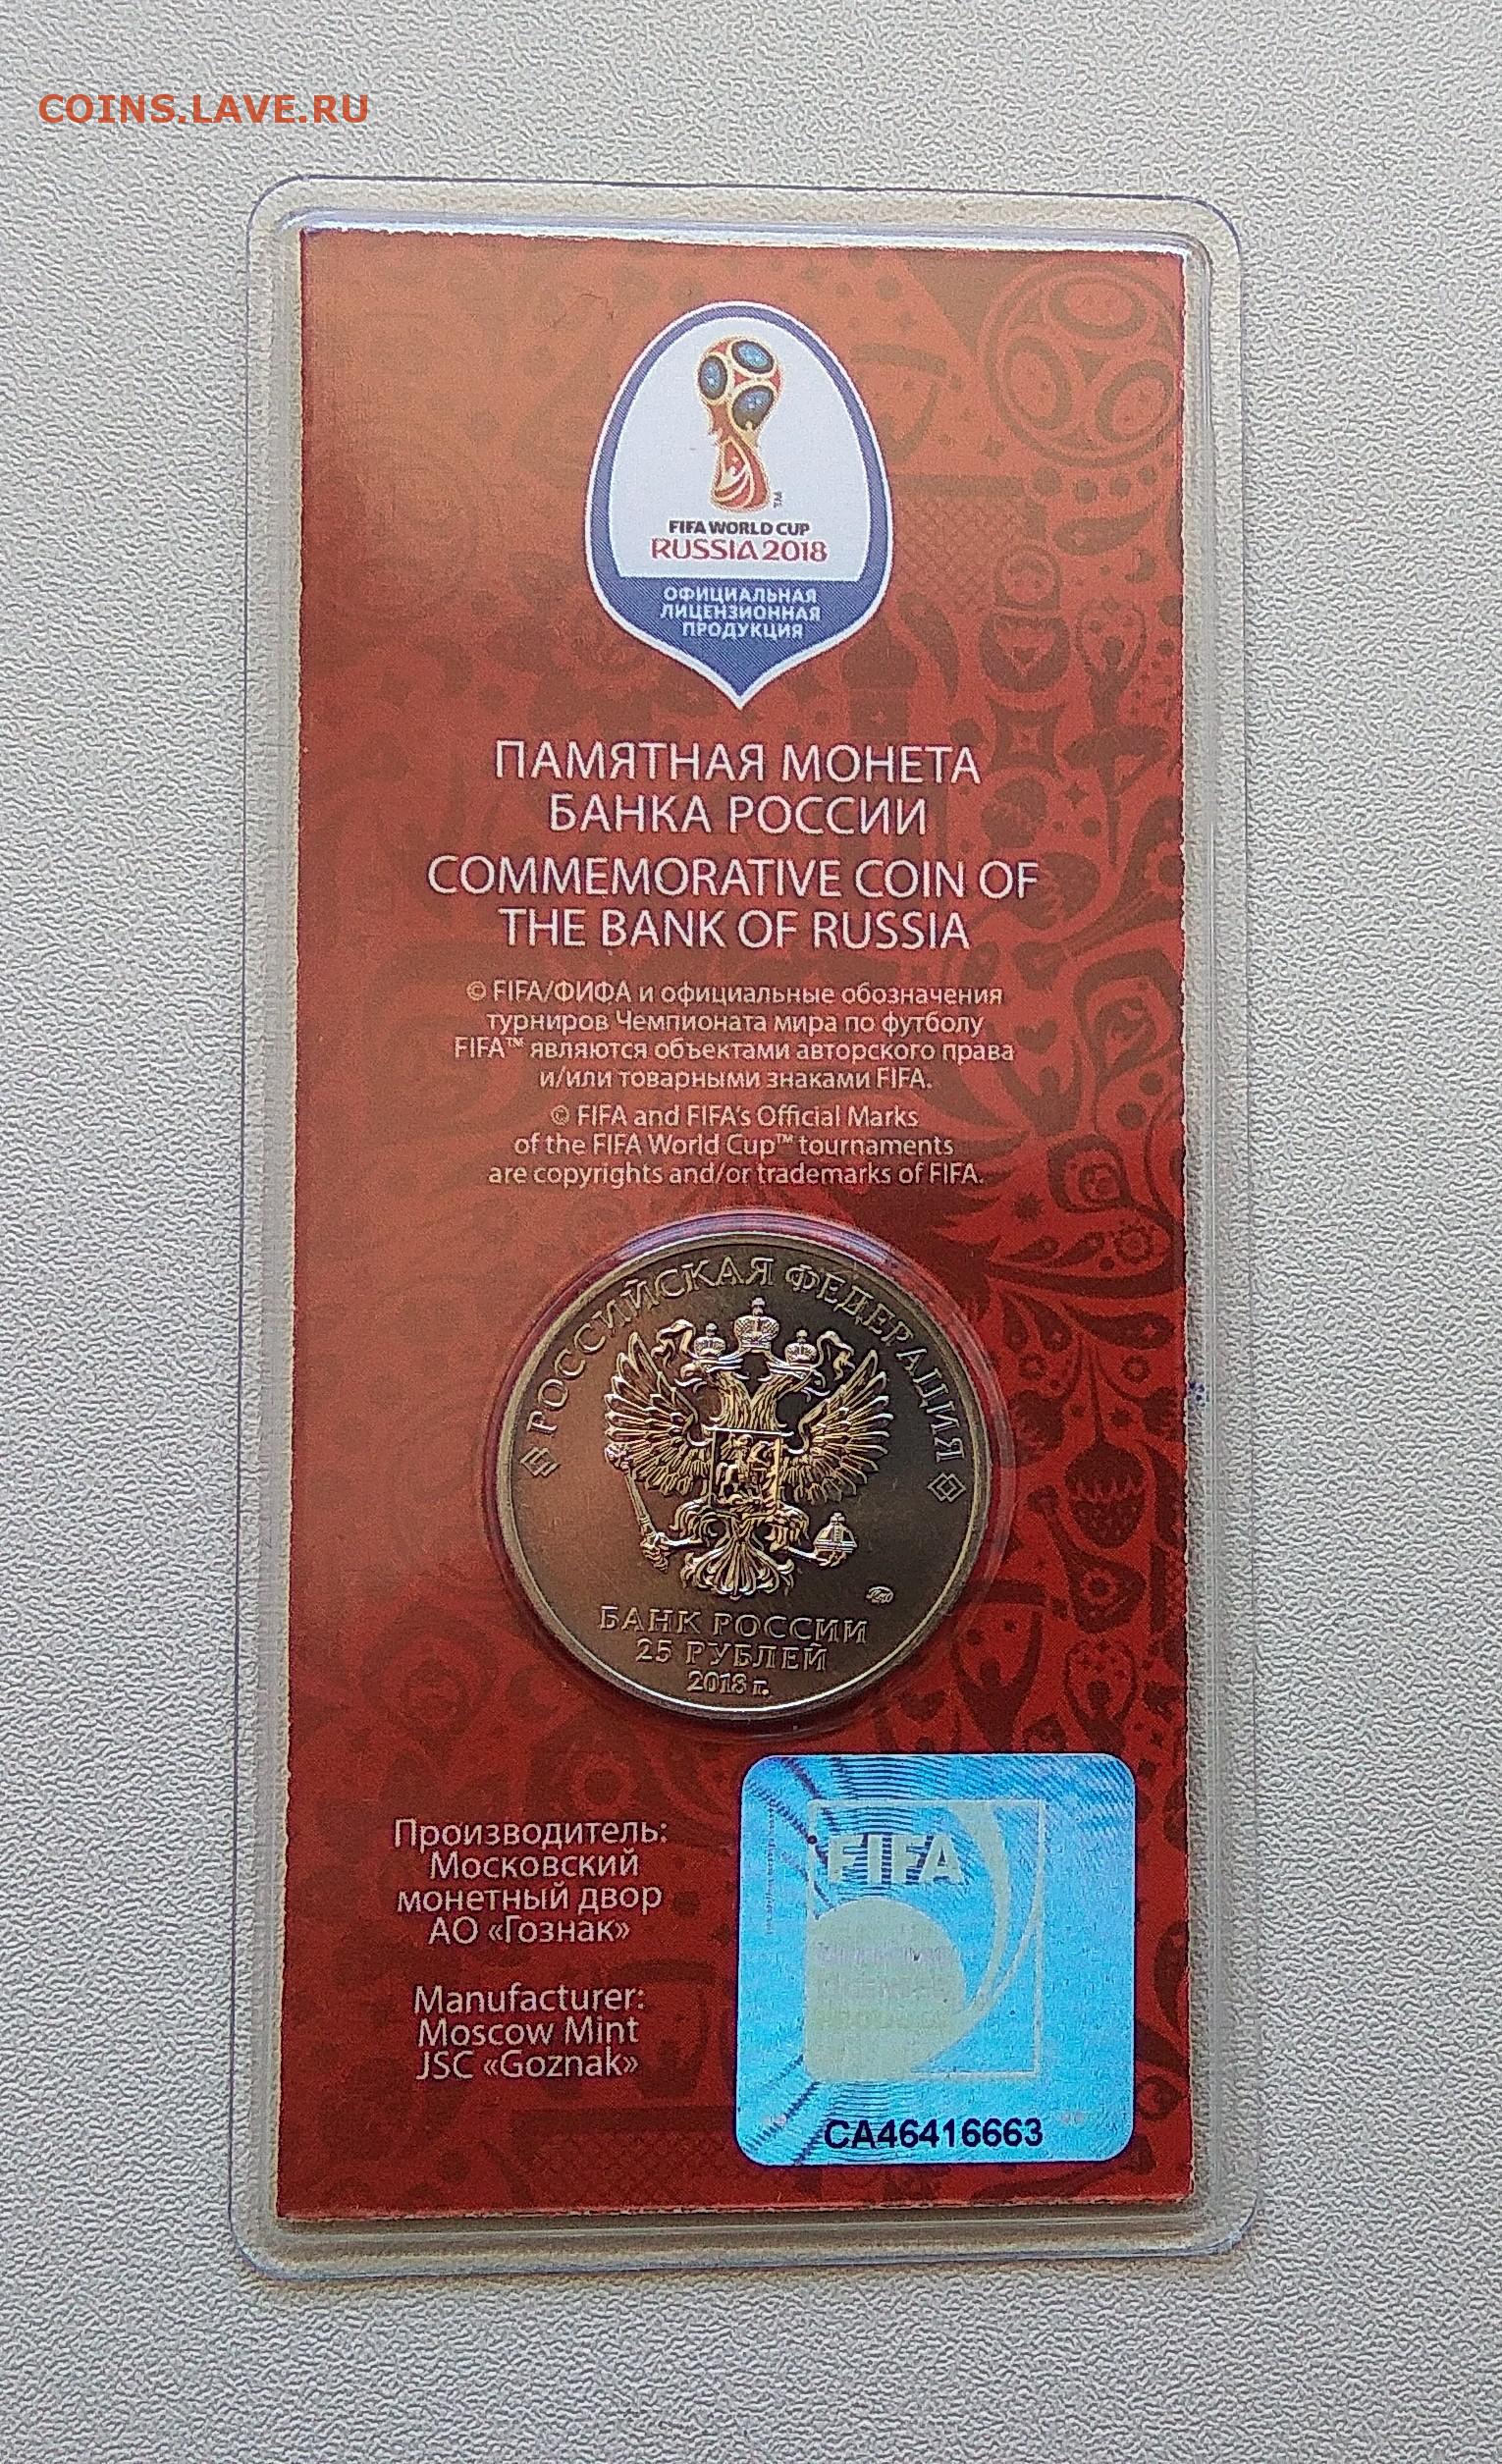 COINS.LAVE.RU
TM
FIFA WORLD CUP
RUSSIA 2018
ОФИЦИАЛЬНАЯ
ЛИЦЕНЗИОННАЯ
ПРОДУКЦИЯ
ПАМЯТНАЯ МОНЕТА
БАНКА РОССИИ
COMMEMORATIVE COIN OF
THE BANK OF RUSSIA
© FIFA/ФИФА и официальные обозначения
турниров Чемпионата мира по футболу
FIFA™ являются объектами авторского права
и/или товарными знаками FIFA.
© FIFA and FIFA's Official Marks
of the FIFA World Cup™ tournaments
are copyrights and/or trademarks of FIFA.
РОССИЙСКАЯ ФЕДЕРАЦИЯ
БАНК РОССИИ
25 РУБЛЕЙ
2018 г.
Производитель:
Московский
монетный двор
АО «Гознак»
Manufacturer:
Moscow Mint
JSC «Goznak»
FIFA
CA46416663